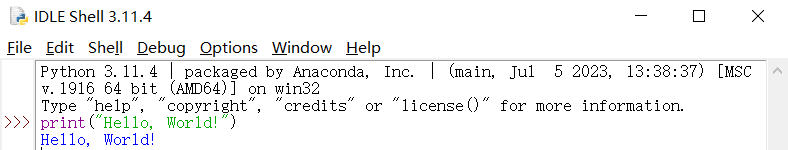 IDLE Shell 3.11.4
File Edit Shell Debug Options Window Help
Python 3.11.4 | packaged by Anaconda, Inc. | (main, Jul  5 2023, 13:38:37) [MSC
v.1916 64 bit (AMD64)] on win32
Type "help", "copyright", "credits" or "license()" for more information.
>>> print("Hello, World!")
Hello, World!